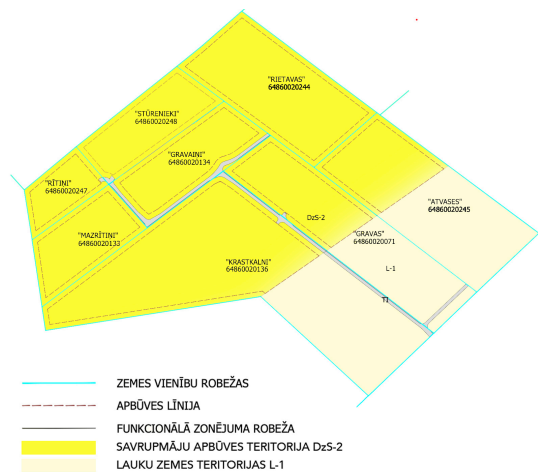 "RIETAVAS"
64860020244
"STŪRENIEKI"
64860020248
"GRAVAIŅI"
64860020134
"RĪTIŅI"
64860020247
"ATVASES"
64860020245
DzS-2
"MAZRĪTIŅI"
64860020133
"GRAVAS"
64860020071
"KRASTKALNI"
64860020136
L-1
TI
ZEMES VIENĪBU ROBEŽAS
APBŪVES LĪNIJA
FUNKCIONĀLĀ ZONĒJUMA ROBEŽA
SAVRUPMĀJU APBŪVES TERITORIJA DzS-2
LAUKU ZEMES TERITORIJAS L-1